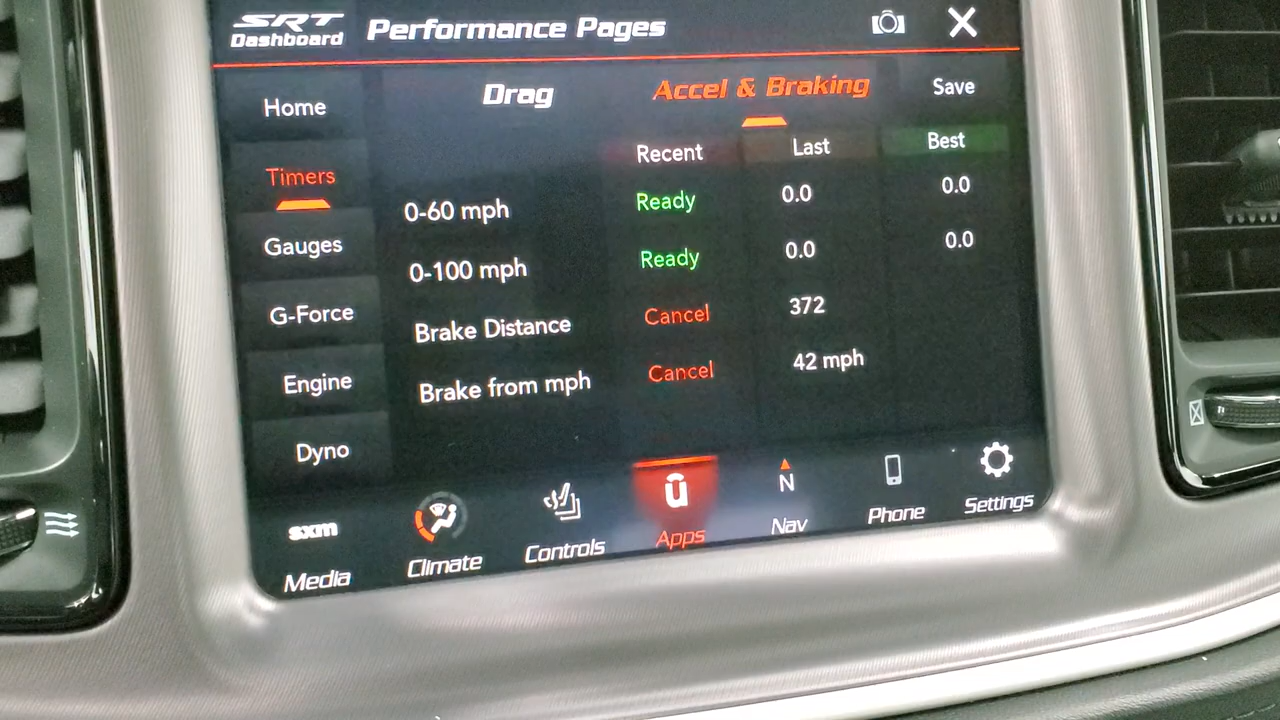 SRT Performance Pages
Dashboard
Home Drag Accel & Braking Save
Recent Last Best
Timers
0-60 mph Ready 0.0 0.0
Gauges
0-100 mph Ready 0.0 0.0
G-Force
Brake Distance Cancel 372
Engine
Brake from mph Cancel 42 mph
Dyno
sxm û N
Media Climate Controls Apps Nav Phone Settings